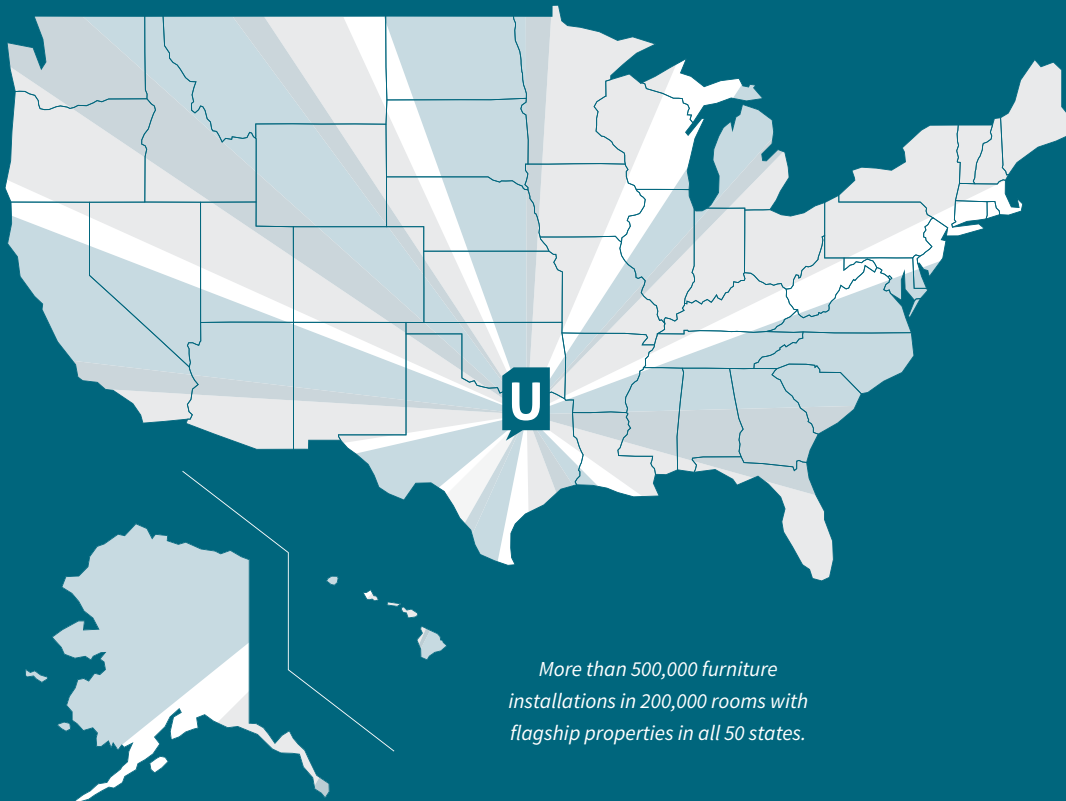 U
More than 500,000 furniture
installations in 200,000 rooms with
flagship properties in all 50 states.